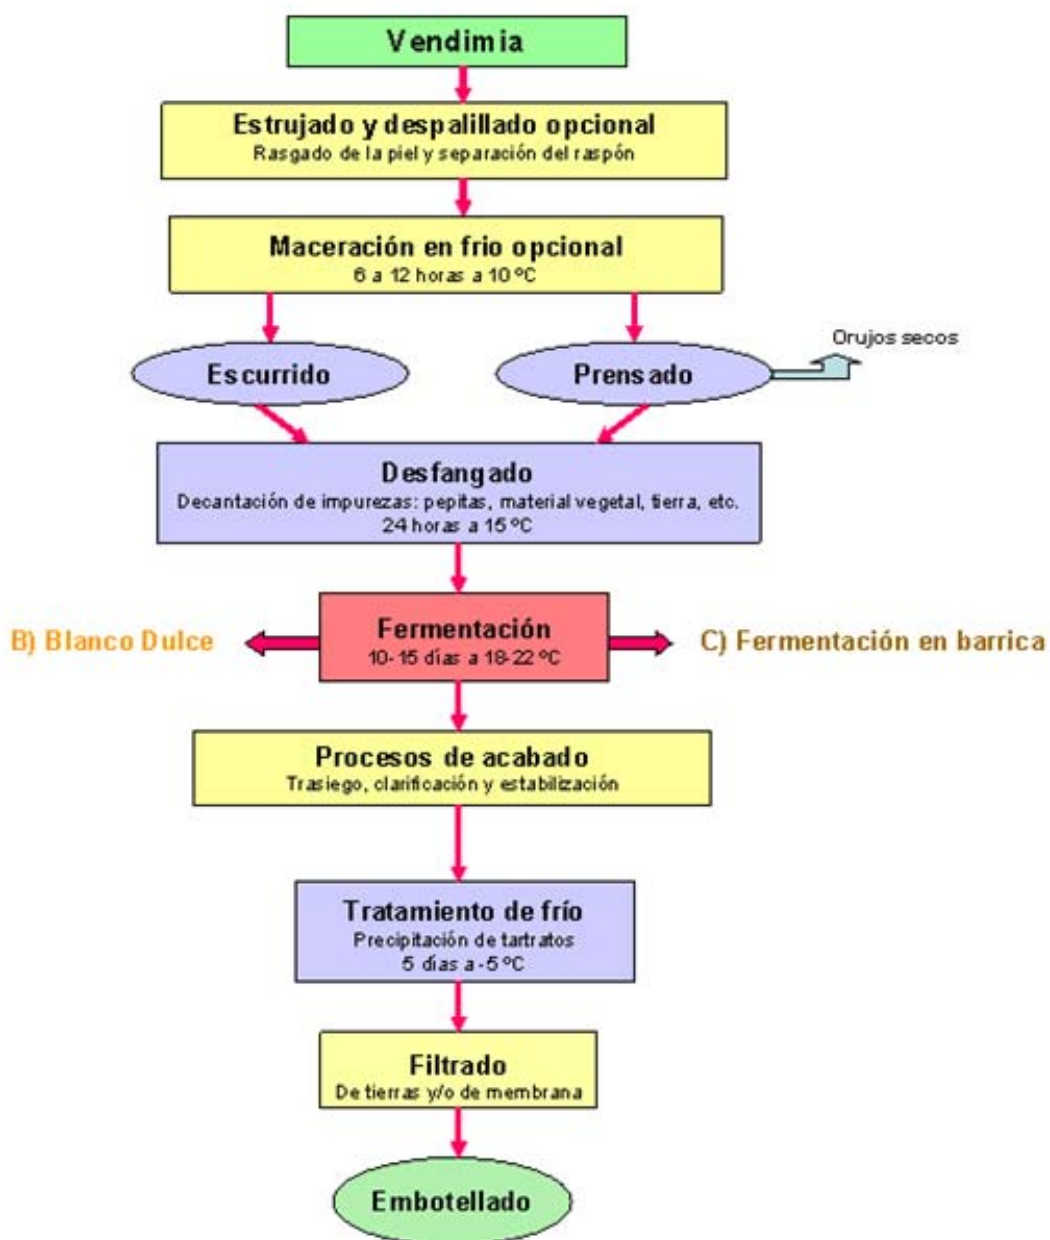 Vendimia
Estrujado y despalillado opcional
Rasgado de la piel y separación del raspón
Maceración en frio opcional
6 a 12 horas a 10 ºC
Orujos secos
Escurrido
Prensado
Desfangado
Decantación de impurezas: pepitas, material vegetal, tierra, etc.
24 horas a 15 ºC
B) Blanco Dulce
Fermentación
10-15 días a 18-22 ºC
C) Fermentación en barrica
Procesos de acabado
Trasiego, clarificación y estabilización
Tratamiento de frío
Precipitación de tartratos
5 días a -5 ºC
Filtrado
De tierras y/o de membrana
Embotellado